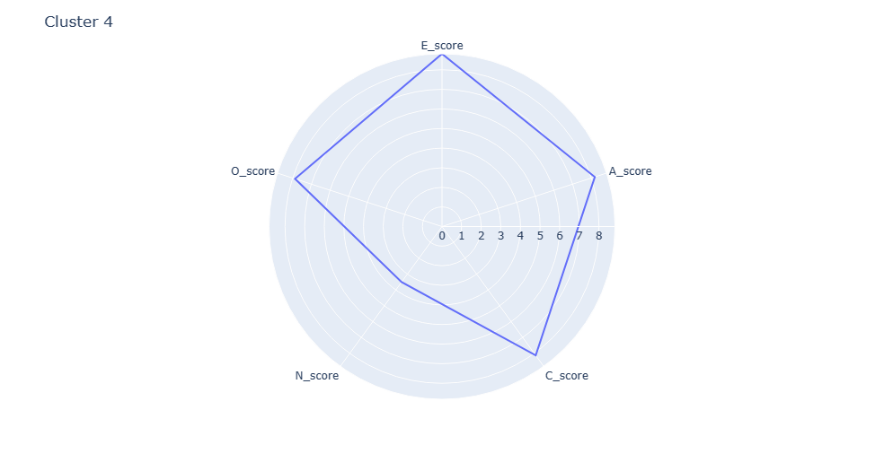 Cluster 4
E_score
O_score
A_score
0 1 2 3 4 5 6 7 8
N_score
C_score